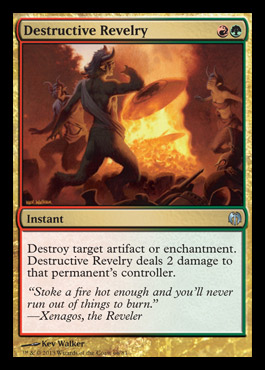 Destructive Revelry
Instant
Destroy target artifact or enchantment.
Destructive Revelry deals 2 damage to
that permanent's controller.
"Stoke a fire hot enough and you'll never
run out of things to burn."
—Xenagos, the Reveler
Kev Walker